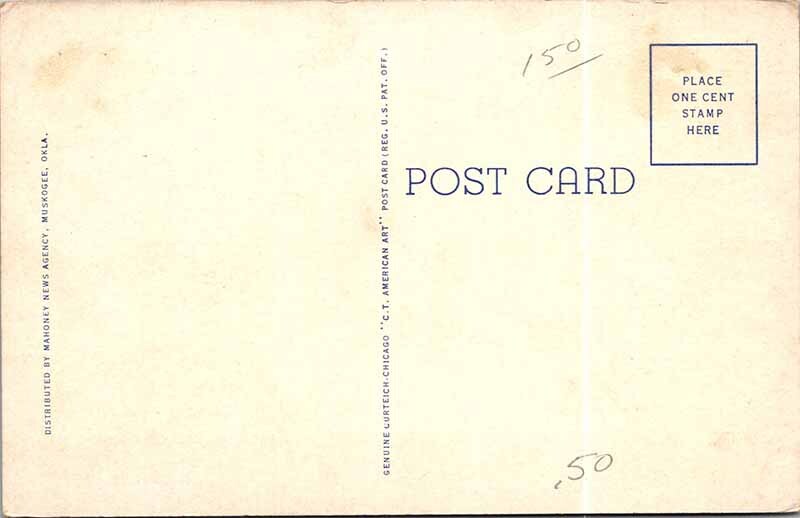 DISTRIBUTED BY MAHONEY NEWS AGENCY, MUSKOGEE, OKLA.
GENUINE CURTEICH-CHICAGO "C.T. AMERICAN ART" POST CARD (REG. U.S. PAT. OFF.)
150
PLACE
ONE CENT
STAMP
HERE
POST CARD
.50